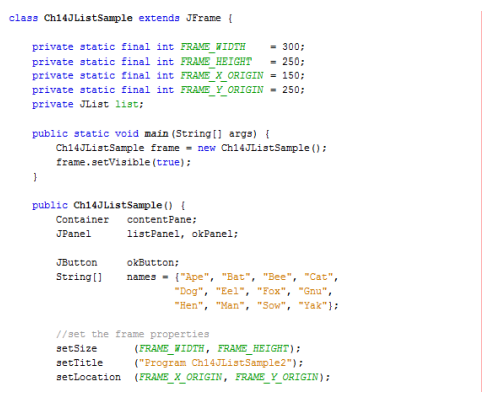 class Ch14JListSample extends JFrame {
private static final int FRAME_WIDTH = 300;
private static final int FRAME_HEIGHT = 250;
private static final int FRAME_X_ORIGIN = 150;
private static final int FRAME_Y_ORIGIN = 250;
private JList list;
public static void main(String[] args) {
Ch14JListSample frame = new Ch14JListSample();
frame.setVisible(true);
}
public Ch14JListSample() {
Container contentPane;
JPanel listPanel, okPanel;
JButton okButton;
String[] names = {"Ape", "Bat", "Bee", "Cat",
"Dog", "Eel", "Fox", "Gnu",
"Hen", "Man", "Sow", "Yak"};
//set the frame properties
setSize (FRAME_WIDTH, FRAME_HEIGHT);
setTitle ("Program Ch14JListSample2");
setLocation (FRAME_X_ORIGIN, FRAME_Y_ORIGIN);